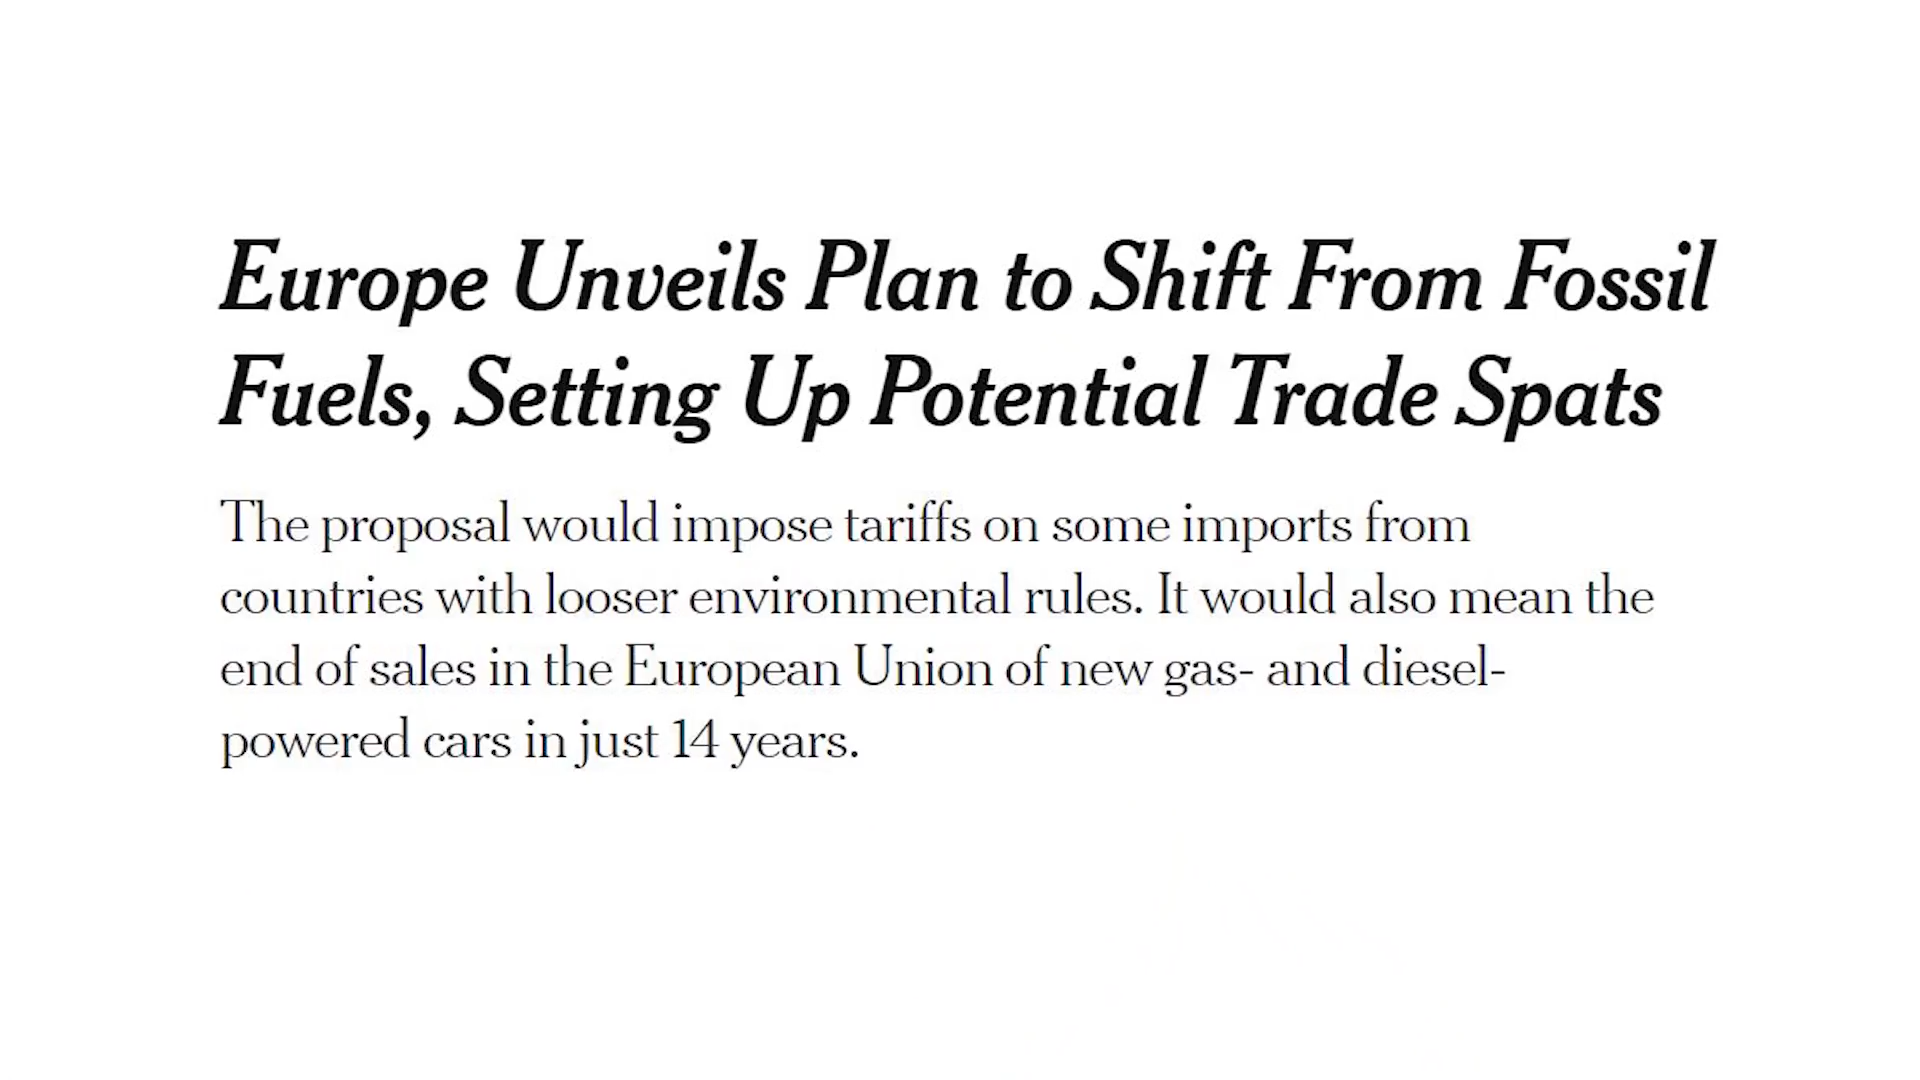 Europe Unveils Plan to Shift From Fossil
Fuels, Setting Up Potential Trade Spats
The proposal would impose tariffs on some imports from
countries with looser environmental rules. It would also mean the
end of sales in the European Union of new gas- and diesel-
powered cars in just 14 years.